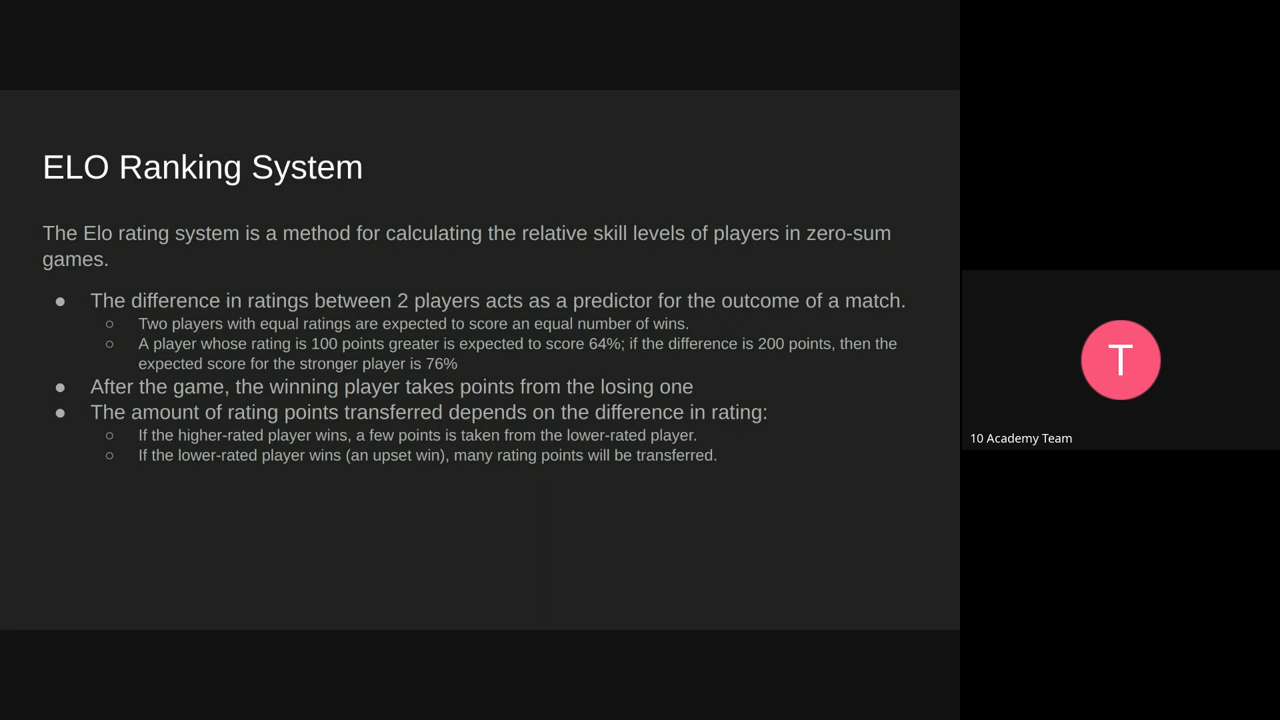 ELO Ranking System
The Elo rating system is a method for calculating the relative skill levels of players in zero-sum
games.
● The difference in ratings between 2 players acts as a predictor for the outcome of a match.
○ Two players with equal ratings are expected to score an equal number of wins.
○ A player whose rating is 100 points greater is expected to score 64%; if the difference is 200 points, then the
expected score for the stronger player is 76%
● After the game, the winning player takes points from the losing one
● The amount of rating points transferred depends on the difference in rating:
○ If the higher-rated player wins, a few points is taken from the lower-rated player.
○ If the lower-rated player wins (an upset win), many rating points will be transferred.
T
10 Academy Team